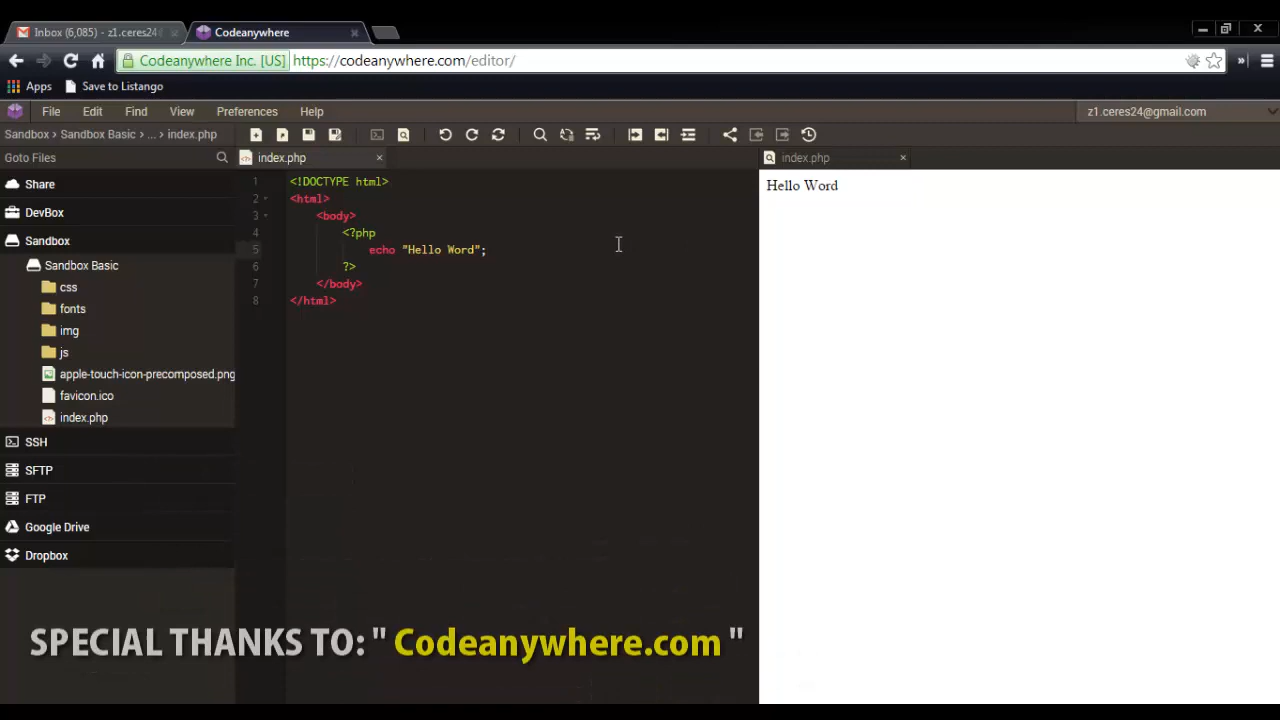 Inbox (6,085) - z1.ceres24@
Codeanywhere
Codeanywhere Inc. [US]
https://codeanywhere.com/editor/
Apps
Save to Listango
File Edit Find View Preferences Help
z1.ceres24@gmail.com
Sandbox > Sandbox Basic > ... > index.php
Goto Files
index.php
index.php
Share
DevBox
Sandbox
Sandbox Basic
css
fonts
img
js
apple-touch-icon-precomposed.png
favicon.ico
index.php
SSH
SFTP
FTP
Google Drive
Dropbox
1 <!DOCTYPE html>
2 <html>
3 <body>
4 <?php
5 echo "Hello Word";
6 ?>
7 </body>
8 </html>
Hello Word
SPECIAL THANKS TO: " Codeanywhere.com "